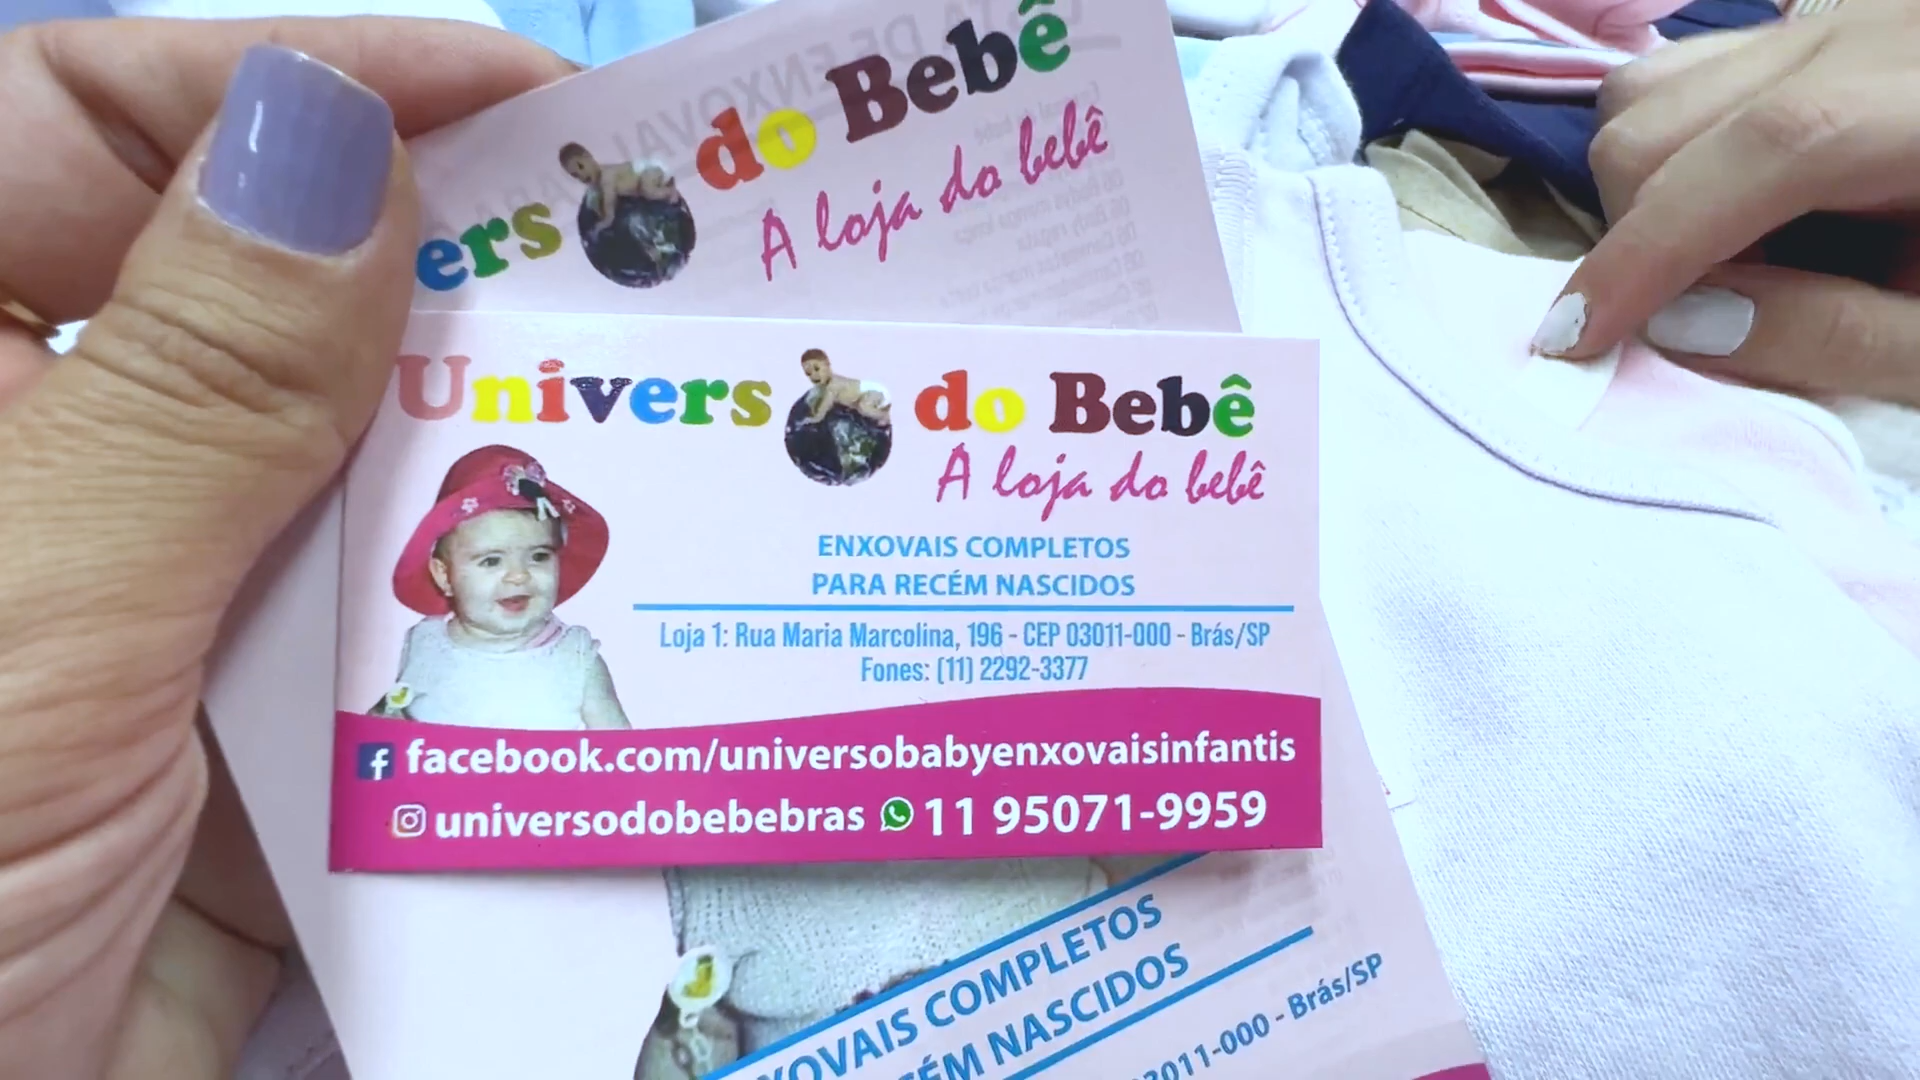 ers do Bebê
A loja do bebê
Univers do Bebê
A loja do bebê
ENXOVAIS COMPLETOS
PARA RECÉM NASCIDOS
Loja 1: Rua Maria Marcolina, 196 - CEP 03011-000 - Brás/SP
Fones: (11) 2292-3377
facebook.com/universobabyenxovaisinfantis
universodobebebras 11 95071-9959
XOVAIS COMPLETOS
ÉM NASCIDOS
03011-000 - Brás/SP